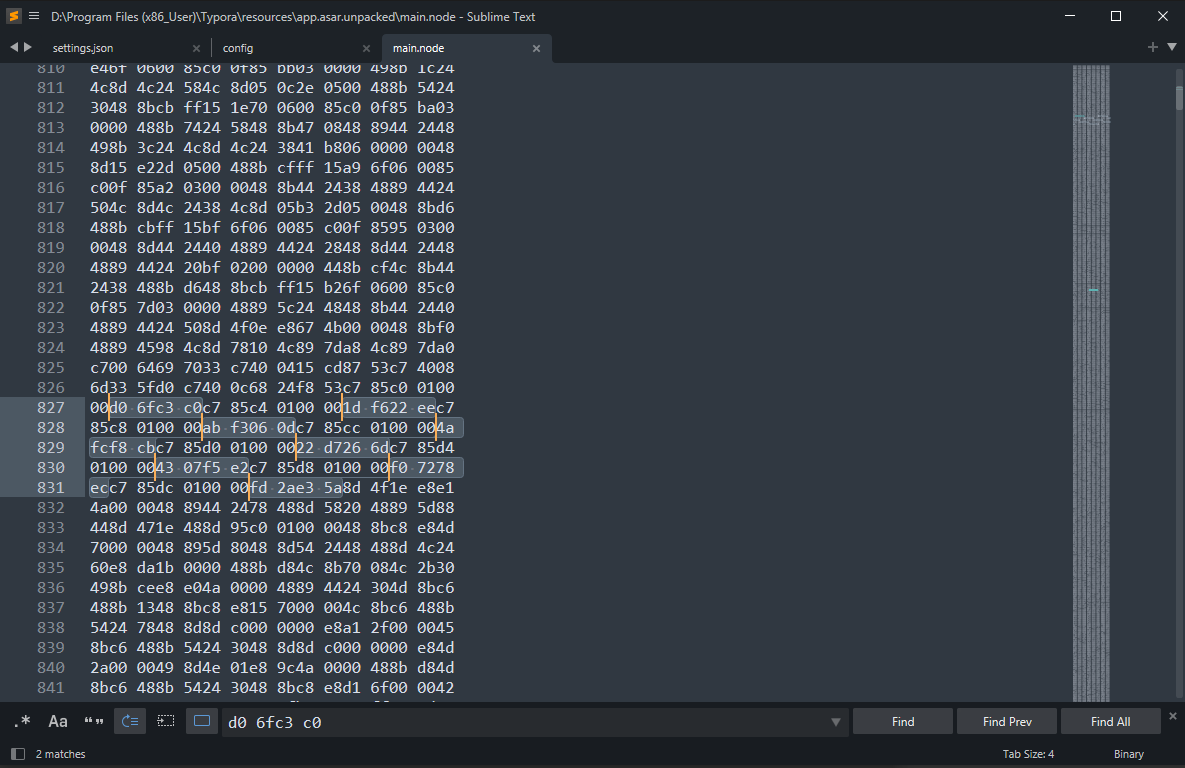 D:\Program Files (x86_User)\Typora\resources\app.asar.unpacked\main.node - Sublime Text
settings.json config main.node
810 e46f 0600 85c0 0f85 bb03 0000 498b 1c24
811 4c8d 4c24 584c 8d05 0c2e 0500 488b 5424
812 3048 8bcb ff15 1e70 0600 85c0 0f85 ba03
813 0000 488b 7424 5848 8b47 0848 8944 2448
814 498b 3c24 4c8d 4c24 3841 b806 0000 0048
815 8d15 e22d 0500 488b cfff 15a9 6f06 0085
816 c00f 85a2 0300 0048 8b44 2438 4889 4424
817 504c 8d4c 2438 4c8d 05b3 2d05 0048 8bd6
818 488b cbff 15bf 6f06 0085 c00f 8595 0300
819 0048 8d44 2440 4889 4424 2848 8d44 2448
820 4889 4424 20bf 0200 0000 448b cf4c 8b44
821 2438 488b d648 8bcb ff15 b26f 0600 85c0
822 0f85 7d03 0000 4889 5c24 4848 8b44 2440
823 4889 4424 508d 4f0e e867 4b00 0048 8bf0
824 4889 4598 4c8d 7810 4c89 7da8 4c89 7da0
825 c700 6469 7033 c740 0415 cd87 53c7 4008
826 6d33 5fd0 c740 0c68 24f8 53c7 85c0 0100
827 00d0 6fc3 c0c7 85c4 0100 001d f622 eec7
828 85c8 0100 00ab f306 0dc7 85cc 0100 004a
829 fcf8 cbc7 85d0 0100 0022 d726 6dc7 85d4
830 0100 0043 07f5 e2c7 85d8 0100 00f0 7278
831 ecc7 85dc 0100 00fd 2ae3 5a8d 4f1e e8e1
832 4a00 0048 8944 2478 488d 5820 4889 5d88
833 448d 471e 488d 95c0 0100 0048 8bc8 e84d
834 7000 0048 895d 8048 8d54 2448 488d 4c24
835 60e8 da1b 0000 488b d84c 8b70 084c 2b30
836 498b cee8 e04a 0000 4889 4424 304d 8bc6
837 488b 1348 8bc8 e815 7000 004c 8bc6 488b
838 5424 7848 8d8d c000 0000 e8a1 2f00 0045
839 8bc6 488b 5424 3048 8d8d c000 0000 e84d
840 2a00 0049 8d4e 01e8 9c4a 0000 488b d84d
841 8bc6 488b 5424 3048 8bc8 e8d1 6f00 0042
.* Aa “” d0 6fc3 c0 Find Find Prev Find All
2 matches Tab Size: 4 Binary